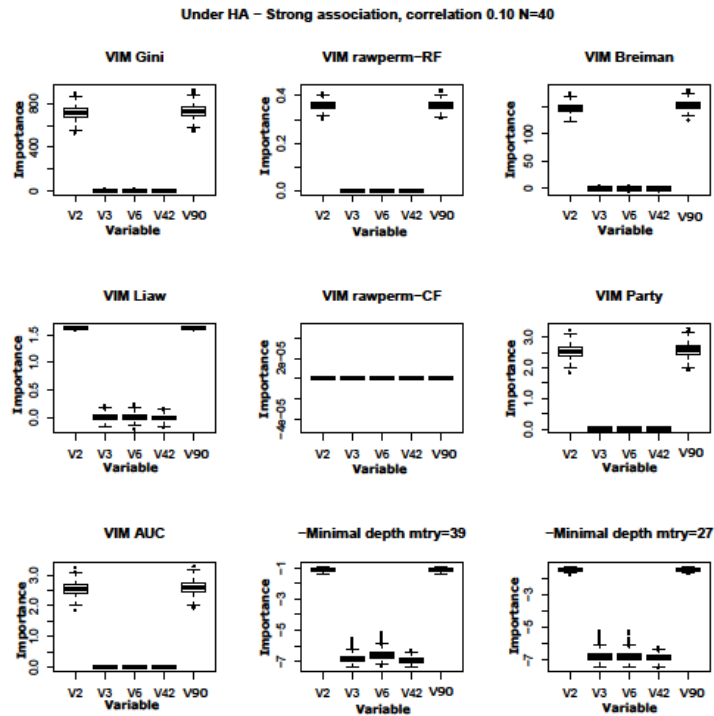 Under HA − Strong association, correlation 0.10 N=40
VIM Gini
VIM rawperm−RF
VIM Breiman
Importance
0 400 800
V2 V3 V6 V42 V90
Variable
Importance
0.0 0.2 0.4
V2 V3 V6 V42 V90
Variable
Importance
0 50 100
V2 V3 V6 V42 V90
Variable
VIM Liaw
VIM rawperm−CF
VIM Party
Importance
0.0 0.5 1.0 1.5
V2 V3 V6 V42 V90
Variable
Importance
−4e−05 2e−05
V2 V3 V6 V42 V90
Variable
Importance
0.0 1.0 2.0 3.0
V2 V3 V6 V42 V90
Variable
VIM AUC
−Minimal depth mtry=39
−Minimal depth mtry=27
Importance
0.0 1.0 2.0 3.0
V2 V3 V6 V42 V90
Variable
Importance
−7 −5 −3 −1
V2 V3 V6 V42 V90
Variable
Importance
−7 −5 −3
V2 V3 V6 V42 V90
Variable